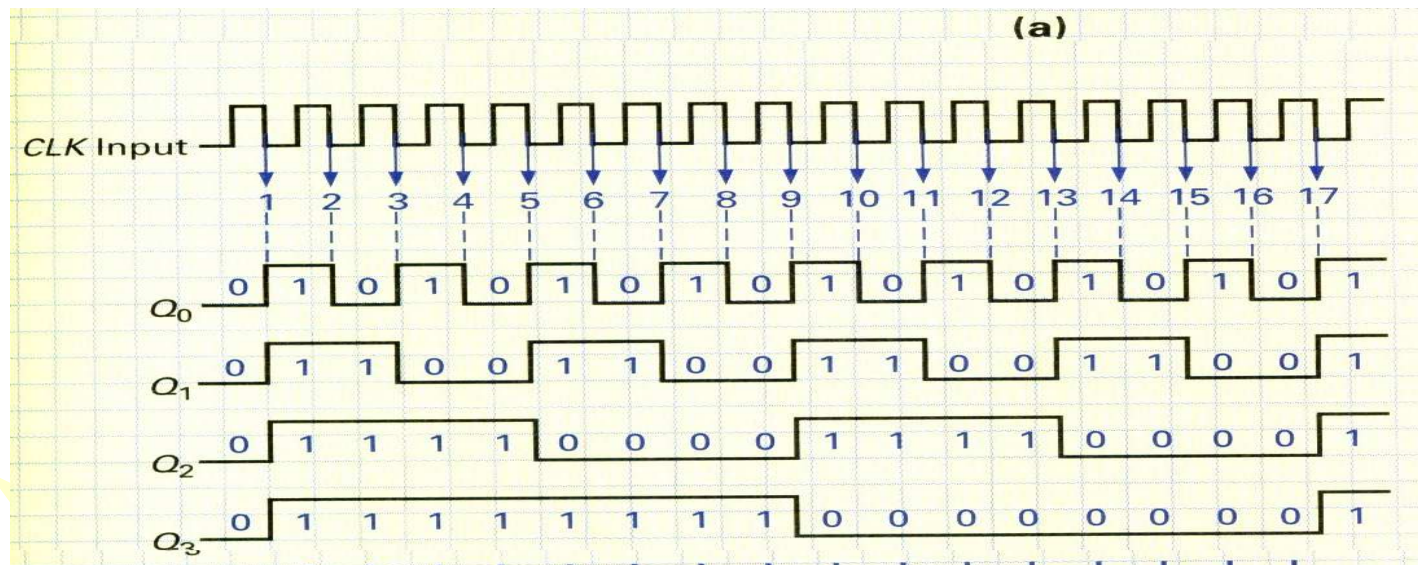 (a)
CLK Input
1 2 3 4 5 6 7 8 9 10 11 12 13 14 15 16 17
Q0 0 1 0 1 0 1 0 1 0 1 0 1 0 1 0 1 0 1
Q1 0 1 1 0 0 1 1 0 0 1 1 0 0 1 1 0 0 1
Q2 0 1 1 1 1 0 0 0 0 1 1 1 1 0 0 0 0 1
Q3 0 1 1 1 1 1 1 1 1 0 0 0 0 0 0 0 0 1